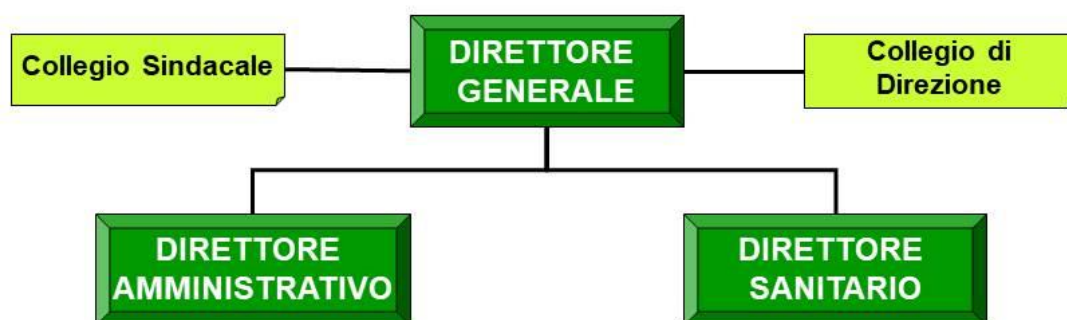 Collegio Sindacale
DIRETTORE
GENERALE
Collegio di
Direzione
DIRETTORE
AMMINISTRATIVO
DIRETTORE
SANITARIO